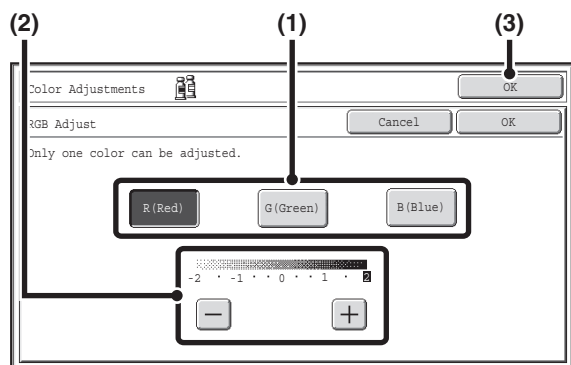 (2) (1) (3)
Color Adjustments OK
RGB Adjust Cancel OK
Only one color can be adjusted.
R(Red) G(Green) B(Blue)
-2 · -1 · · 0 · · 1 · 2
− +